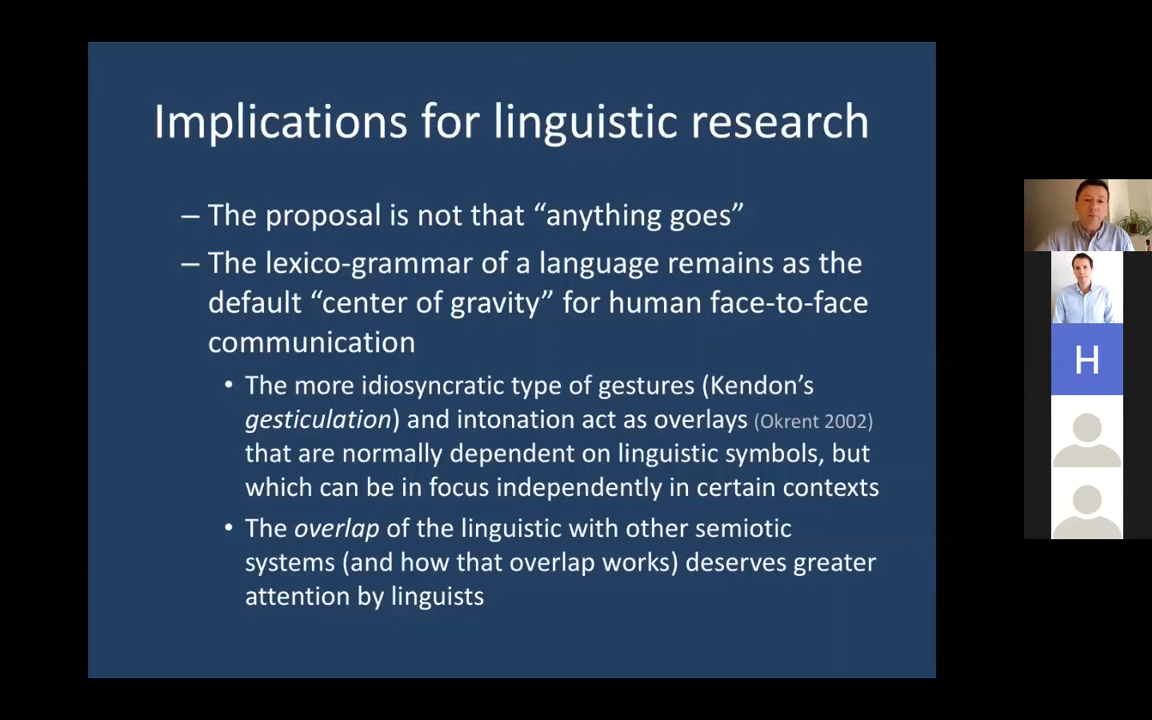 Implications for linguistic research
– The proposal is not that “anything goes”
– The lexico-grammar of a language remains as the
default “center of gravity” for human face-to-face
communication
• The more idiosyncratic type of gestures (Kendon’s
gesticulation) and intonation act as overlays (Okrent 2002)
that are normally dependent on linguistic symbols, but
which can be in focus independently in certain contexts
• The overlap of the linguistic with other semiotic
systems (and how that overlap works) deserves greater
attention by linguists
H